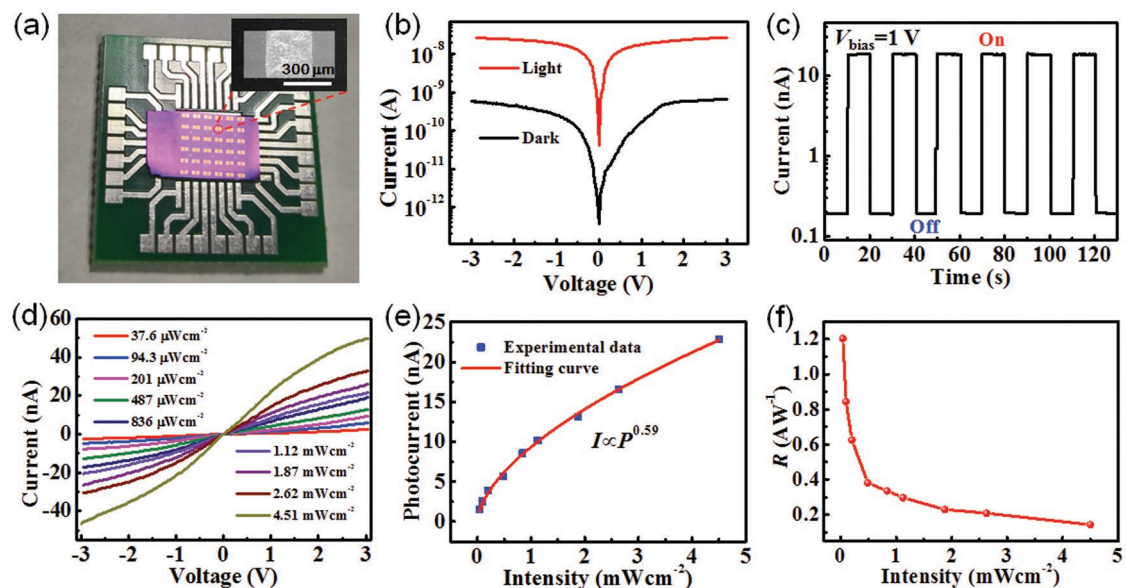 (a)
300 μm
(b)
Current (A)
10⁻⁸
10⁻⁹
10⁻¹⁰
10⁻¹¹
10⁻¹²
Light
Dark
-3 -2 -1 0 1 2 3
Voltage (V)
(c)
Current (nA)
10
1
0.1
V_bias=1 V
On
Off
0 20 40 60 80 100 120
Time (s)
(d)
Current (nA)
60
40
20
0
-20
-40
37.6 μWcm⁻²
94.3 μWcm⁻²
201 μWcm⁻²
487 μWcm⁻²
836 μWcm⁻²
1.12 mWcm⁻²
1.87 mWcm⁻²
2.62 mWcm⁻²
4.51 mWcm⁻²
-3 -2 -1 0 1 2 3
Voltage (V)
(e)
Photocurrent (nA)
25
20
15
10
5
0
Experimental data
Fitting curve
I∝P⁰·⁵⁹
0 1 2 3 4 5
Intensity (mWcm⁻²)
(f)
R (AW⁻¹)
1.2
1.0
0.8
0.6
0.4
0.2
0 1 2 3 4 5
Intensity (mWcm⁻²)